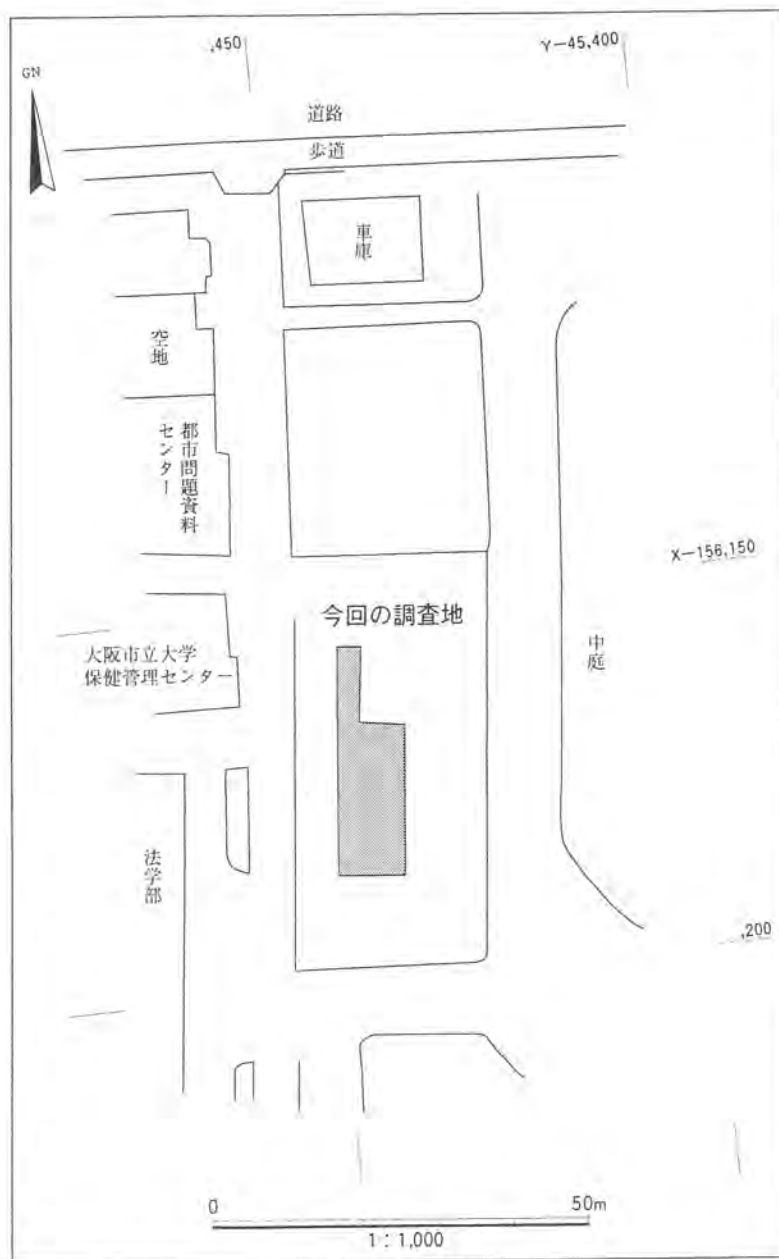 ,450
Y−45,400
GN
道路
歩道
車庫
空地
都市問題資料
センター
X−156,150
今回の調査地
大阪市立大学
保健管理センター
中庭
法学部
,200
0
50m
1：1,000